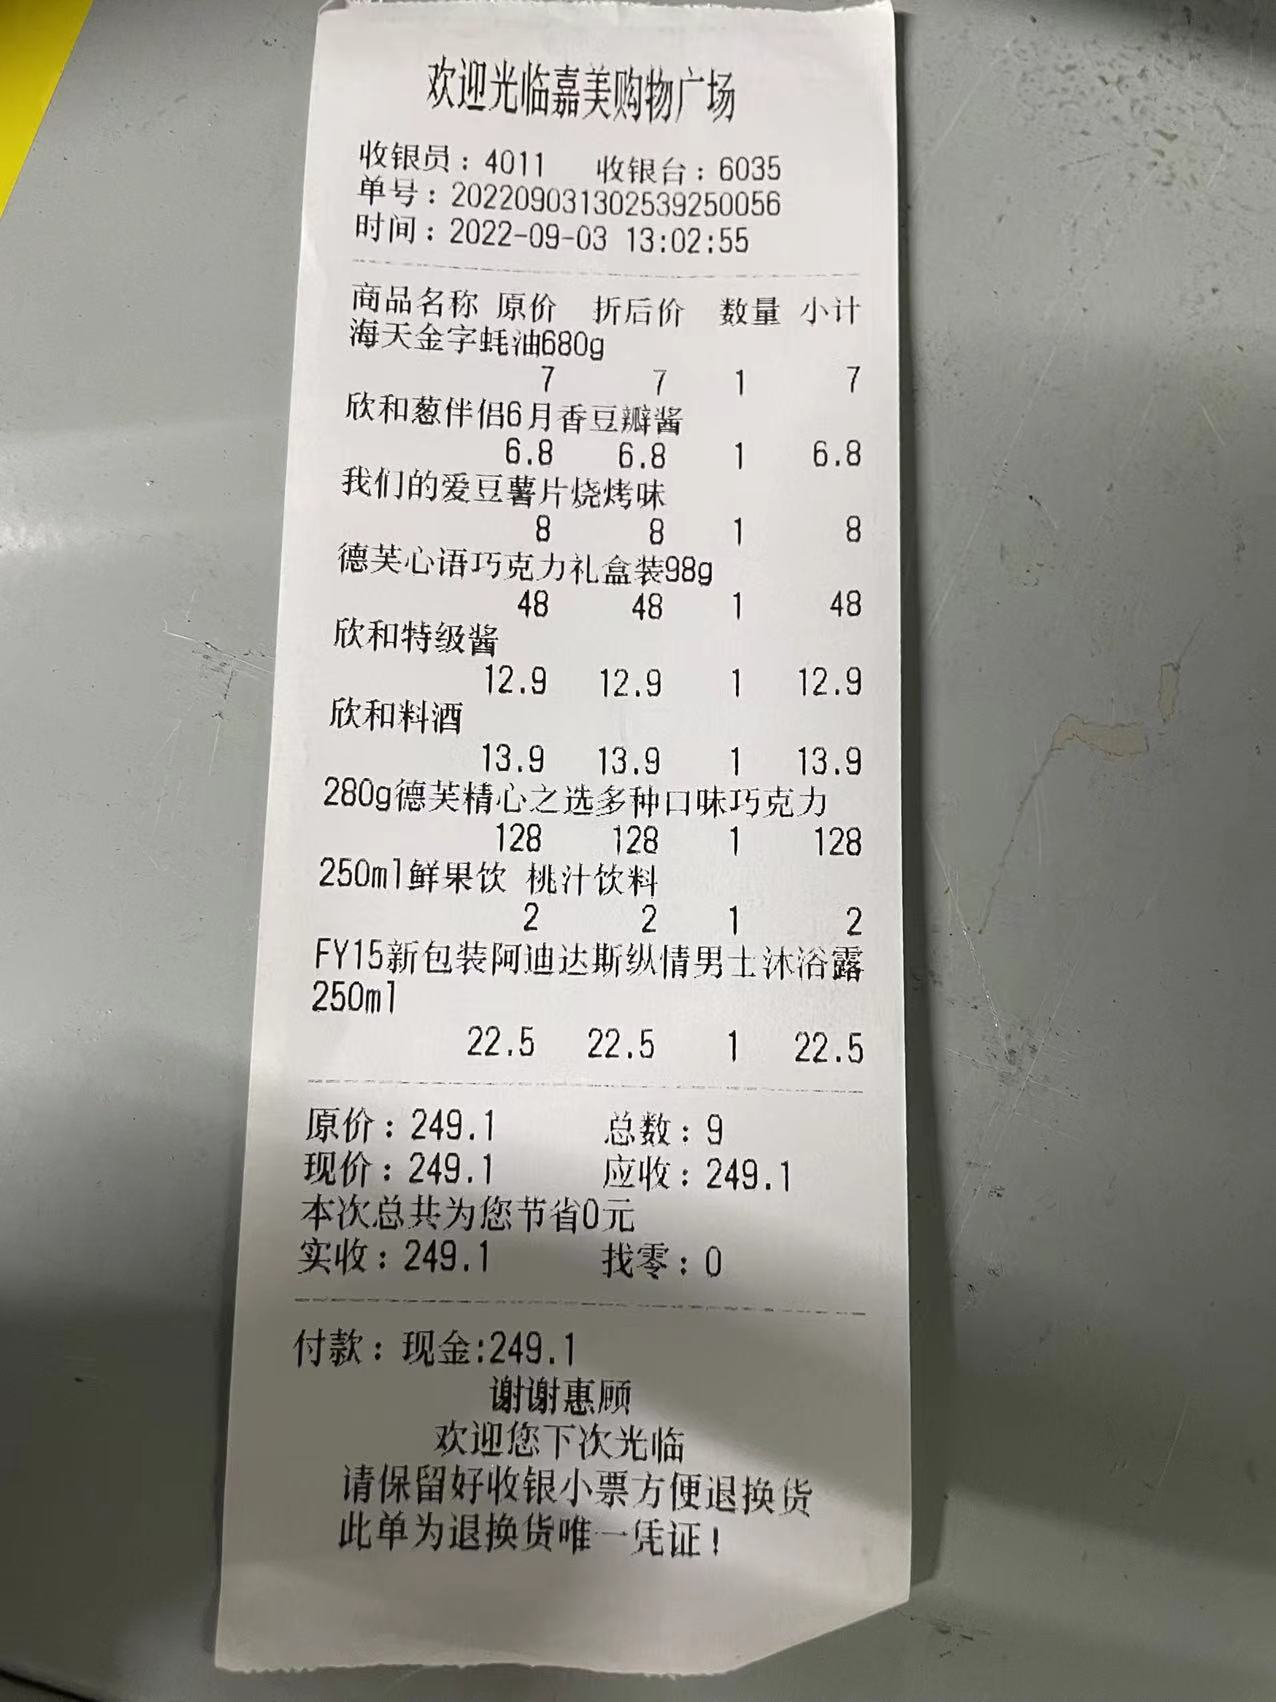 欢迎光临嘉美购物广场
收银员：4011 收银台：6035
单号：2022090313025392500​56
时间：2022-09-03 13:02:55
商品名称 原价 折后价 数量 小计
海天金字蚝油680g
7 7 1 7
欣和葱伴侣6月香豆瓣酱
6.8 6.8 1 6.8
我们的爱豆薯片烧烤味
8 8 1 8
德芙心语巧克力礼盒装98g
48 48 1 48
欣和特级酱
12.9 12.9 1 12.9
欣和料酒
13.9 13.9 1 13.9
280g德芙精心之选多种口味巧克力
128 128 1 128
250ml鲜果饮 桃汁饮料
2 2 1 2
FY15新包装阿迪达斯纵情男士沐浴露
250ml
22.5 22.5 1 22.5
原价：249.1 总数：9
现价：249.1 应收：249.1
本次总共为您节省0元
实收：249.1 找零：0
付款：现金:249.1
谢谢惠顾
欢迎您下次光临
请保留好收银小票方便退换货
此单为退换货唯一凭证！